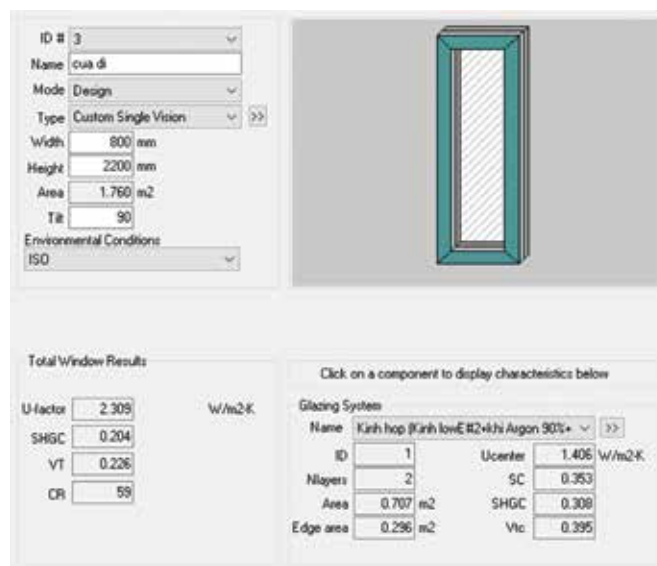 ID # 3
Name cua di
Mode Design
Type Custom Single Vision >>
Width 800 mm
Height 2200 mm
Area 1.760 m2
Tilt 90
Environmental Conditions
ISO
Total Window Results
U-factor 2.309 W/m2-K
SHGC 0.204
VT 0.226
CR 59
Click on a component to display characteristics below
Glazing System
Name Kinh hop (Kinh lowE #2+khi Argon 90%+ >>
ID 1 Ucenter 1.406 W/m2-K
Nlayers 2 SC 0.353
Area 0.707 m2 SHGC 0.308
Edge area 0.296 m2 Vtc 0.395